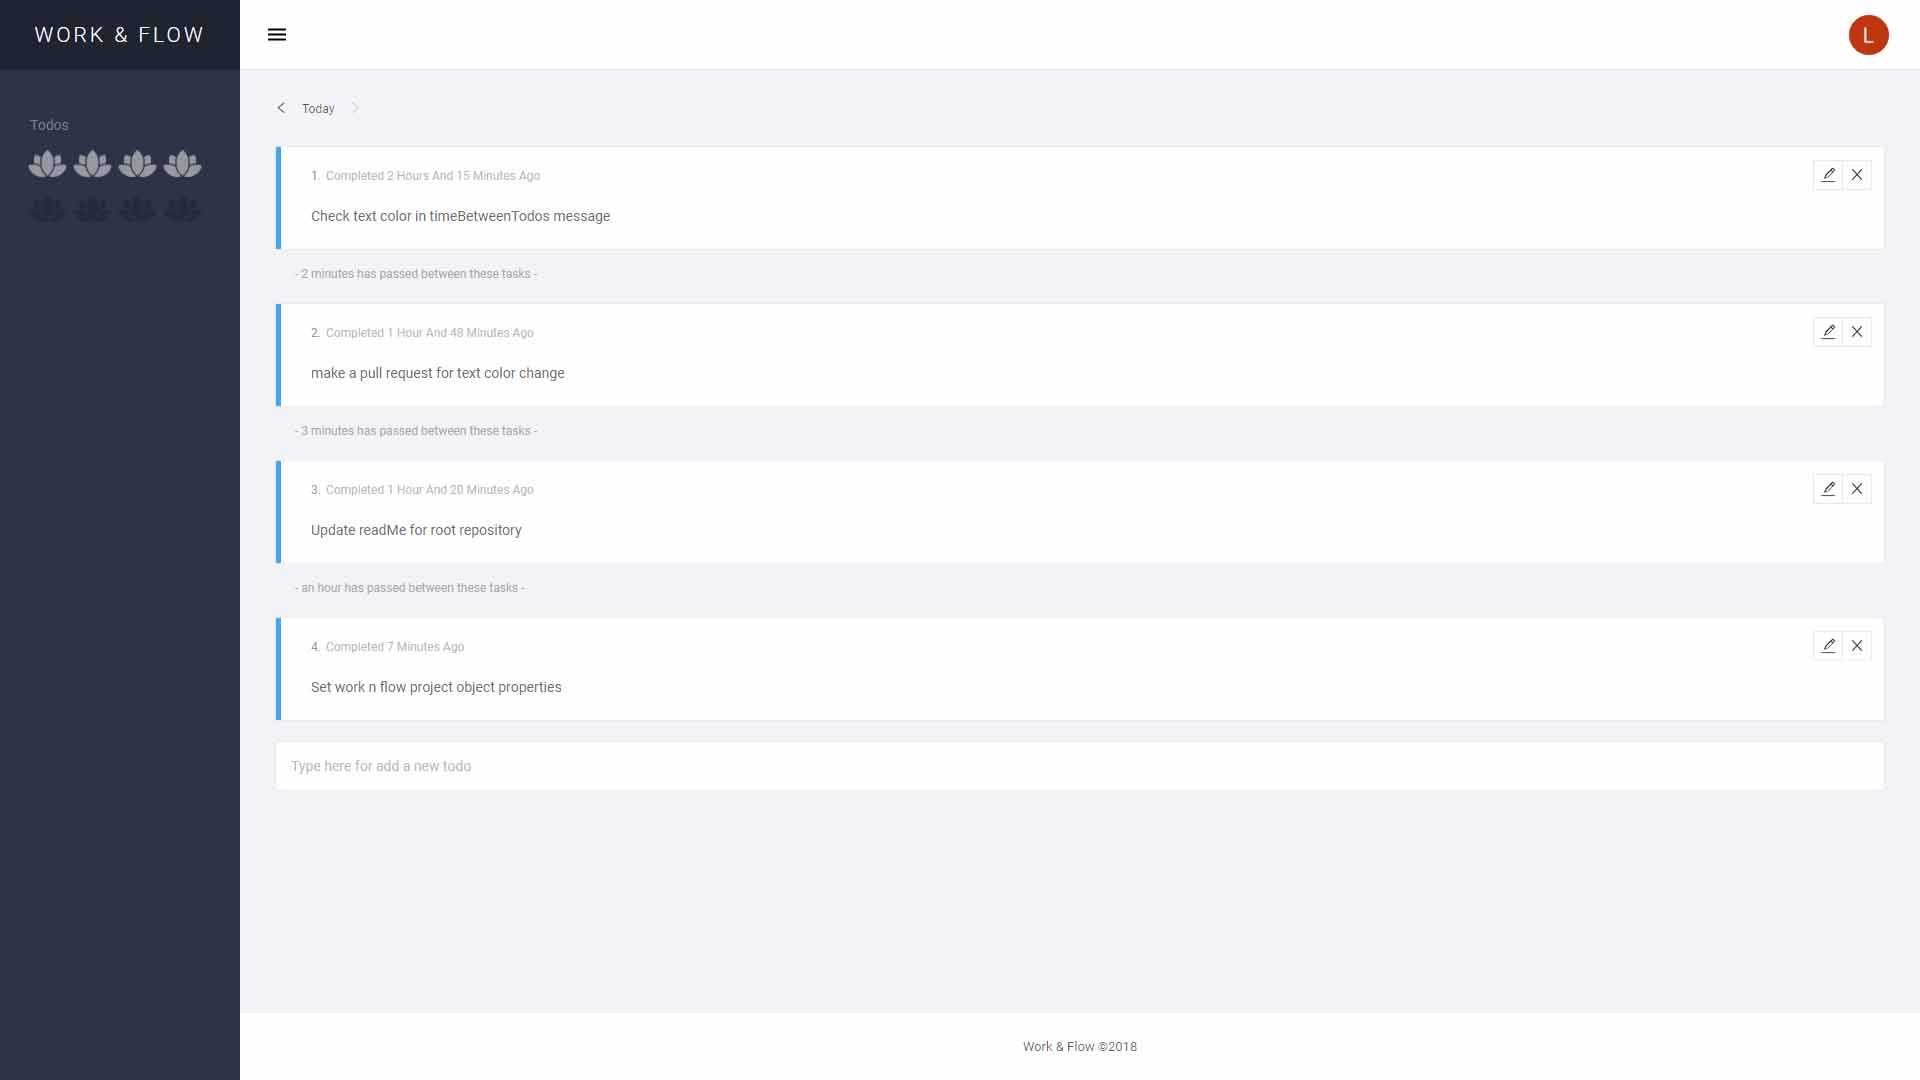 WORK & FLOW
L
Todos
Today
1. Completed 2 Hours And 15 Minutes Ago
Check text color in timeBetweenTodos message
- 2 minutes has passed between these tasks -
2. Completed 1 Hour And 48 Minutes Ago
make a pull request for text color change
- 3 minutes has passed between these tasks -
3. Completed 1 Hour And 20 Minutes Ago
Update readMe for root repository
- an hour has passed between these tasks -
4. Completed 7 Minutes Ago
Set work n flow project object properties
Type here for add a new todo
Work & Flow ©2018